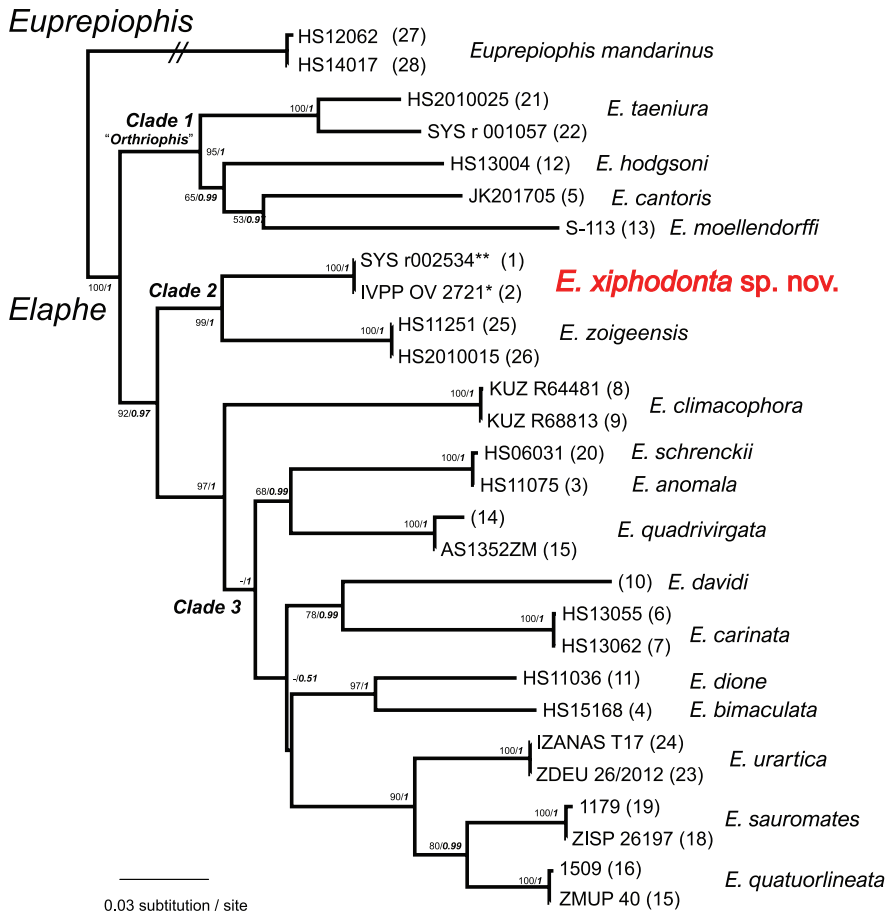 Euprepiophis
HS12062 (27)
HS14017 (28)
Euprepiophis mandarinus
Clade 1
"Orthriophis"
100/1
HS2010025 (21)
SYS r 001057 (22)
E. taeniura
95/1
HS13004 (12)
E. hodgsoni
65/0.99
JK201705 (5)
E. cantoris
53/0.97
S-113 (13)
E. moellendorffi
100/1
Elaphe
Clade 2
100/1
SYS r002534** (1)
IVPP OV 2721* (2)
E. xiphodonta sp. nov.
99/1
100/1
HS11251 (25)
HS2010015 (26)
E. zoigeensis
92/0.97
100/1
KUZ R64481 (8)
KUZ R68813 (9)
E. climacophora
97/1
68/0.99
100/1
HS06031 (20)
E. schrenckii
HS11075 (3)
E. anomala
100/1
(14)
AS1352ZM (15)
E. quadrivirgata
-/1
Clade 3
(10)
E. davidi
78/0.99
100/1
HS13055 (6)
HS13062 (7)
E. carinata
-/0.51
97/1
HS11036 (11)
E. dione
HS15168 (4)
E. bimaculata
100/1
IZANAS T17 (24)
ZDEU 26/2012 (23)
E. urartica
90/1
100/1
1179 (19)
ZISP 26197 (18)
E. sauromates
80/0.99
100/1
1509 (16)
ZMUP 40 (15)
E. quatuorlineata
0.03 subtitution / site